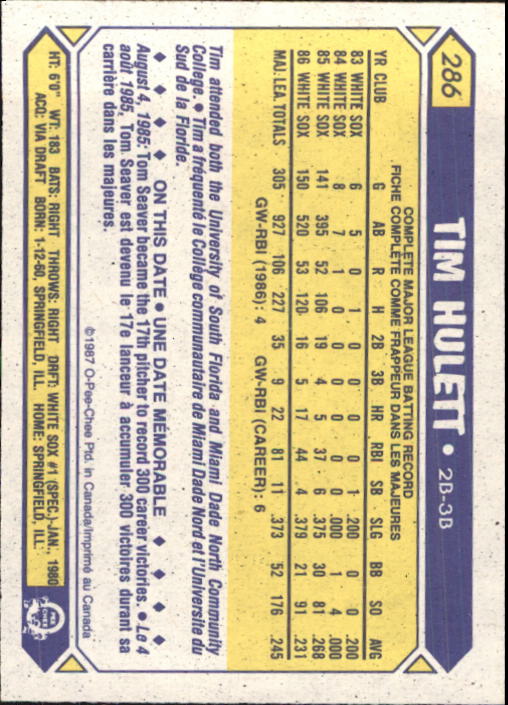 286
TIM HULETT • 2B-3B
COMPLETE MAJOR LEAGUE BATTING RECORD
FICHE COMPLÈTE COMME FRAPPEUR DANS LES MAJEURES
YR CLUB G AB R H 2B 3B HR RBI SB SLG BB SO AVG
83 WHITE SOX 6 5 0 1 0 0 0 0 1 .200 0 0 .200
84 WHITE SOX 8 7 1 0 0 0 0 0 1 .000 1 4 .000
85 WHITE SOX 141 395 52 106 19 4 5 37 6 .375 30 81 .268
86 WHITE SOX 150 520 53 120 16 5 17 44 4 .379 21 91 .231
MAJ. LEA. TOTALS 305 927 106 227 35 9 22 81 11 .373 52 176 .245
GW-RBI (1986): 4 GW-RBI (CAREER): 6
Tim attended both the University of South Florida and Miami Dade North Community
College. • Tim a fréquenté le Collège communautaire de Miami Dade Nord et l'Université du
Sud de la Floride.
♦ ♦ ♦ ♦ ♦ ON THIS DATE • UNE DATE MÉMORABLE ♦ ♦ ♦ ♦ ♦
August 4, 1985: Tom Seaver became the 17th pitcher to record 300 career victories. • Le 4
août 1985, Tom Seaver est devenu le 17e lanceur à accumuler 300 victoires durant sa
carrière dans les majeures.
©1987 O-Pee-Chee Ptd. in Canada/Imprimé au Canada
HT: 6'0" WT: 183 BATS: RIGHT THROWS: RIGHT DRFT: WHITE SOX #1 (SPEC.)-JAN., 1980
ACQ: VIA DRAFT BORN: 1-12-60, SPRINGFIELD, ILL. HOME: SPRINGFIELD, ILL.
O PEE CHEE